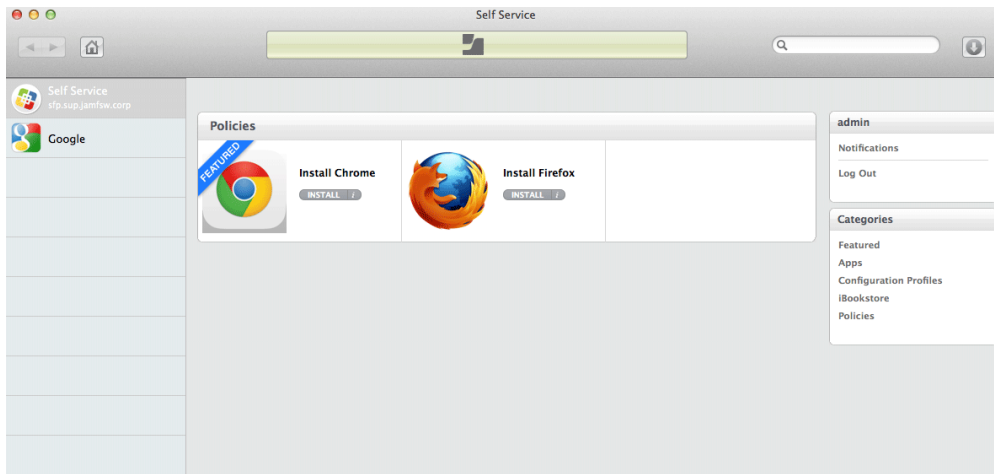 Self Service
Self Service
sfp.sup.jamfsw.corp
Google
Policies
FEATURED
Install Chrome
INSTALL i
Install Firefox
INSTALL i
admin
Notifications
Log Out
Categories
Featured
Apps
Configuration Profiles
iBookstore
Policies